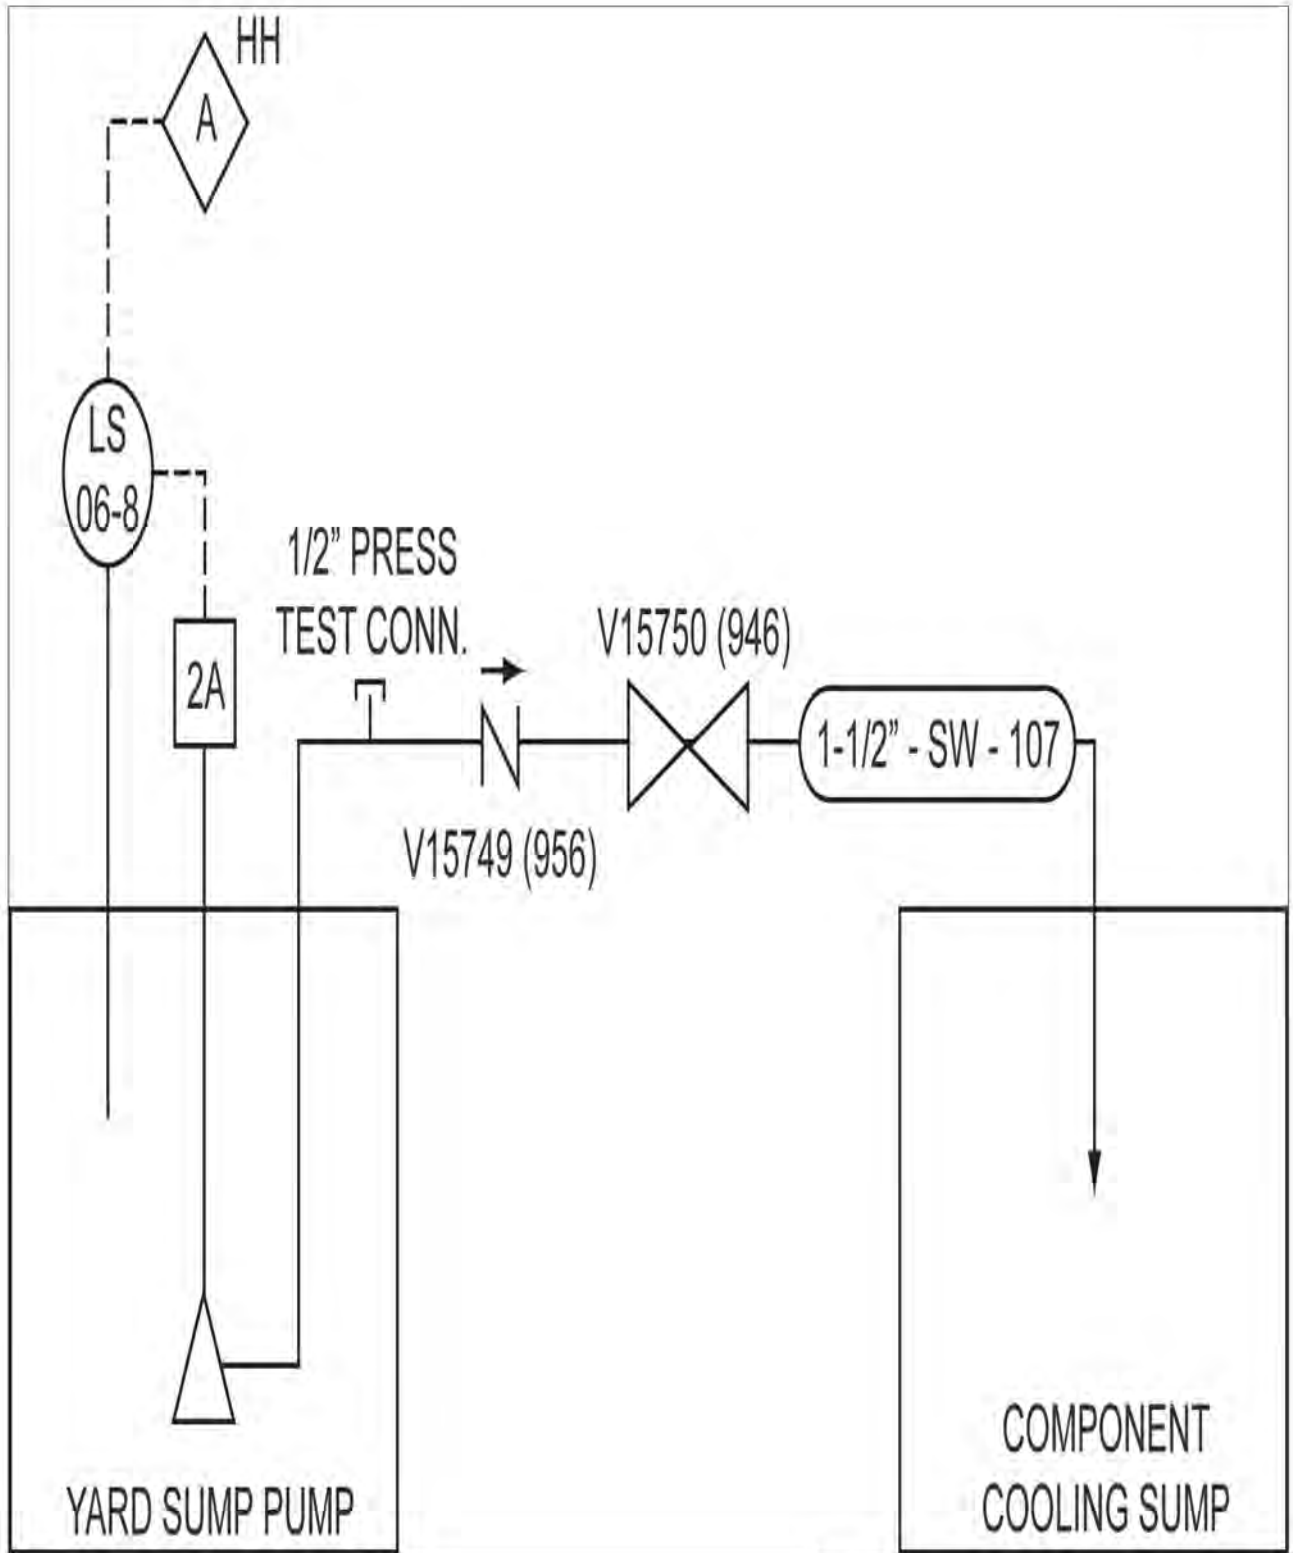 HH
A
LS
06-8
1/2” PRESS
TEST CONN.
V15750 (946)
2A
1-1/2” - SW - 107
V15749 (956)
COMPONENT
COOLING SUMP
YARD SUMP PUMP